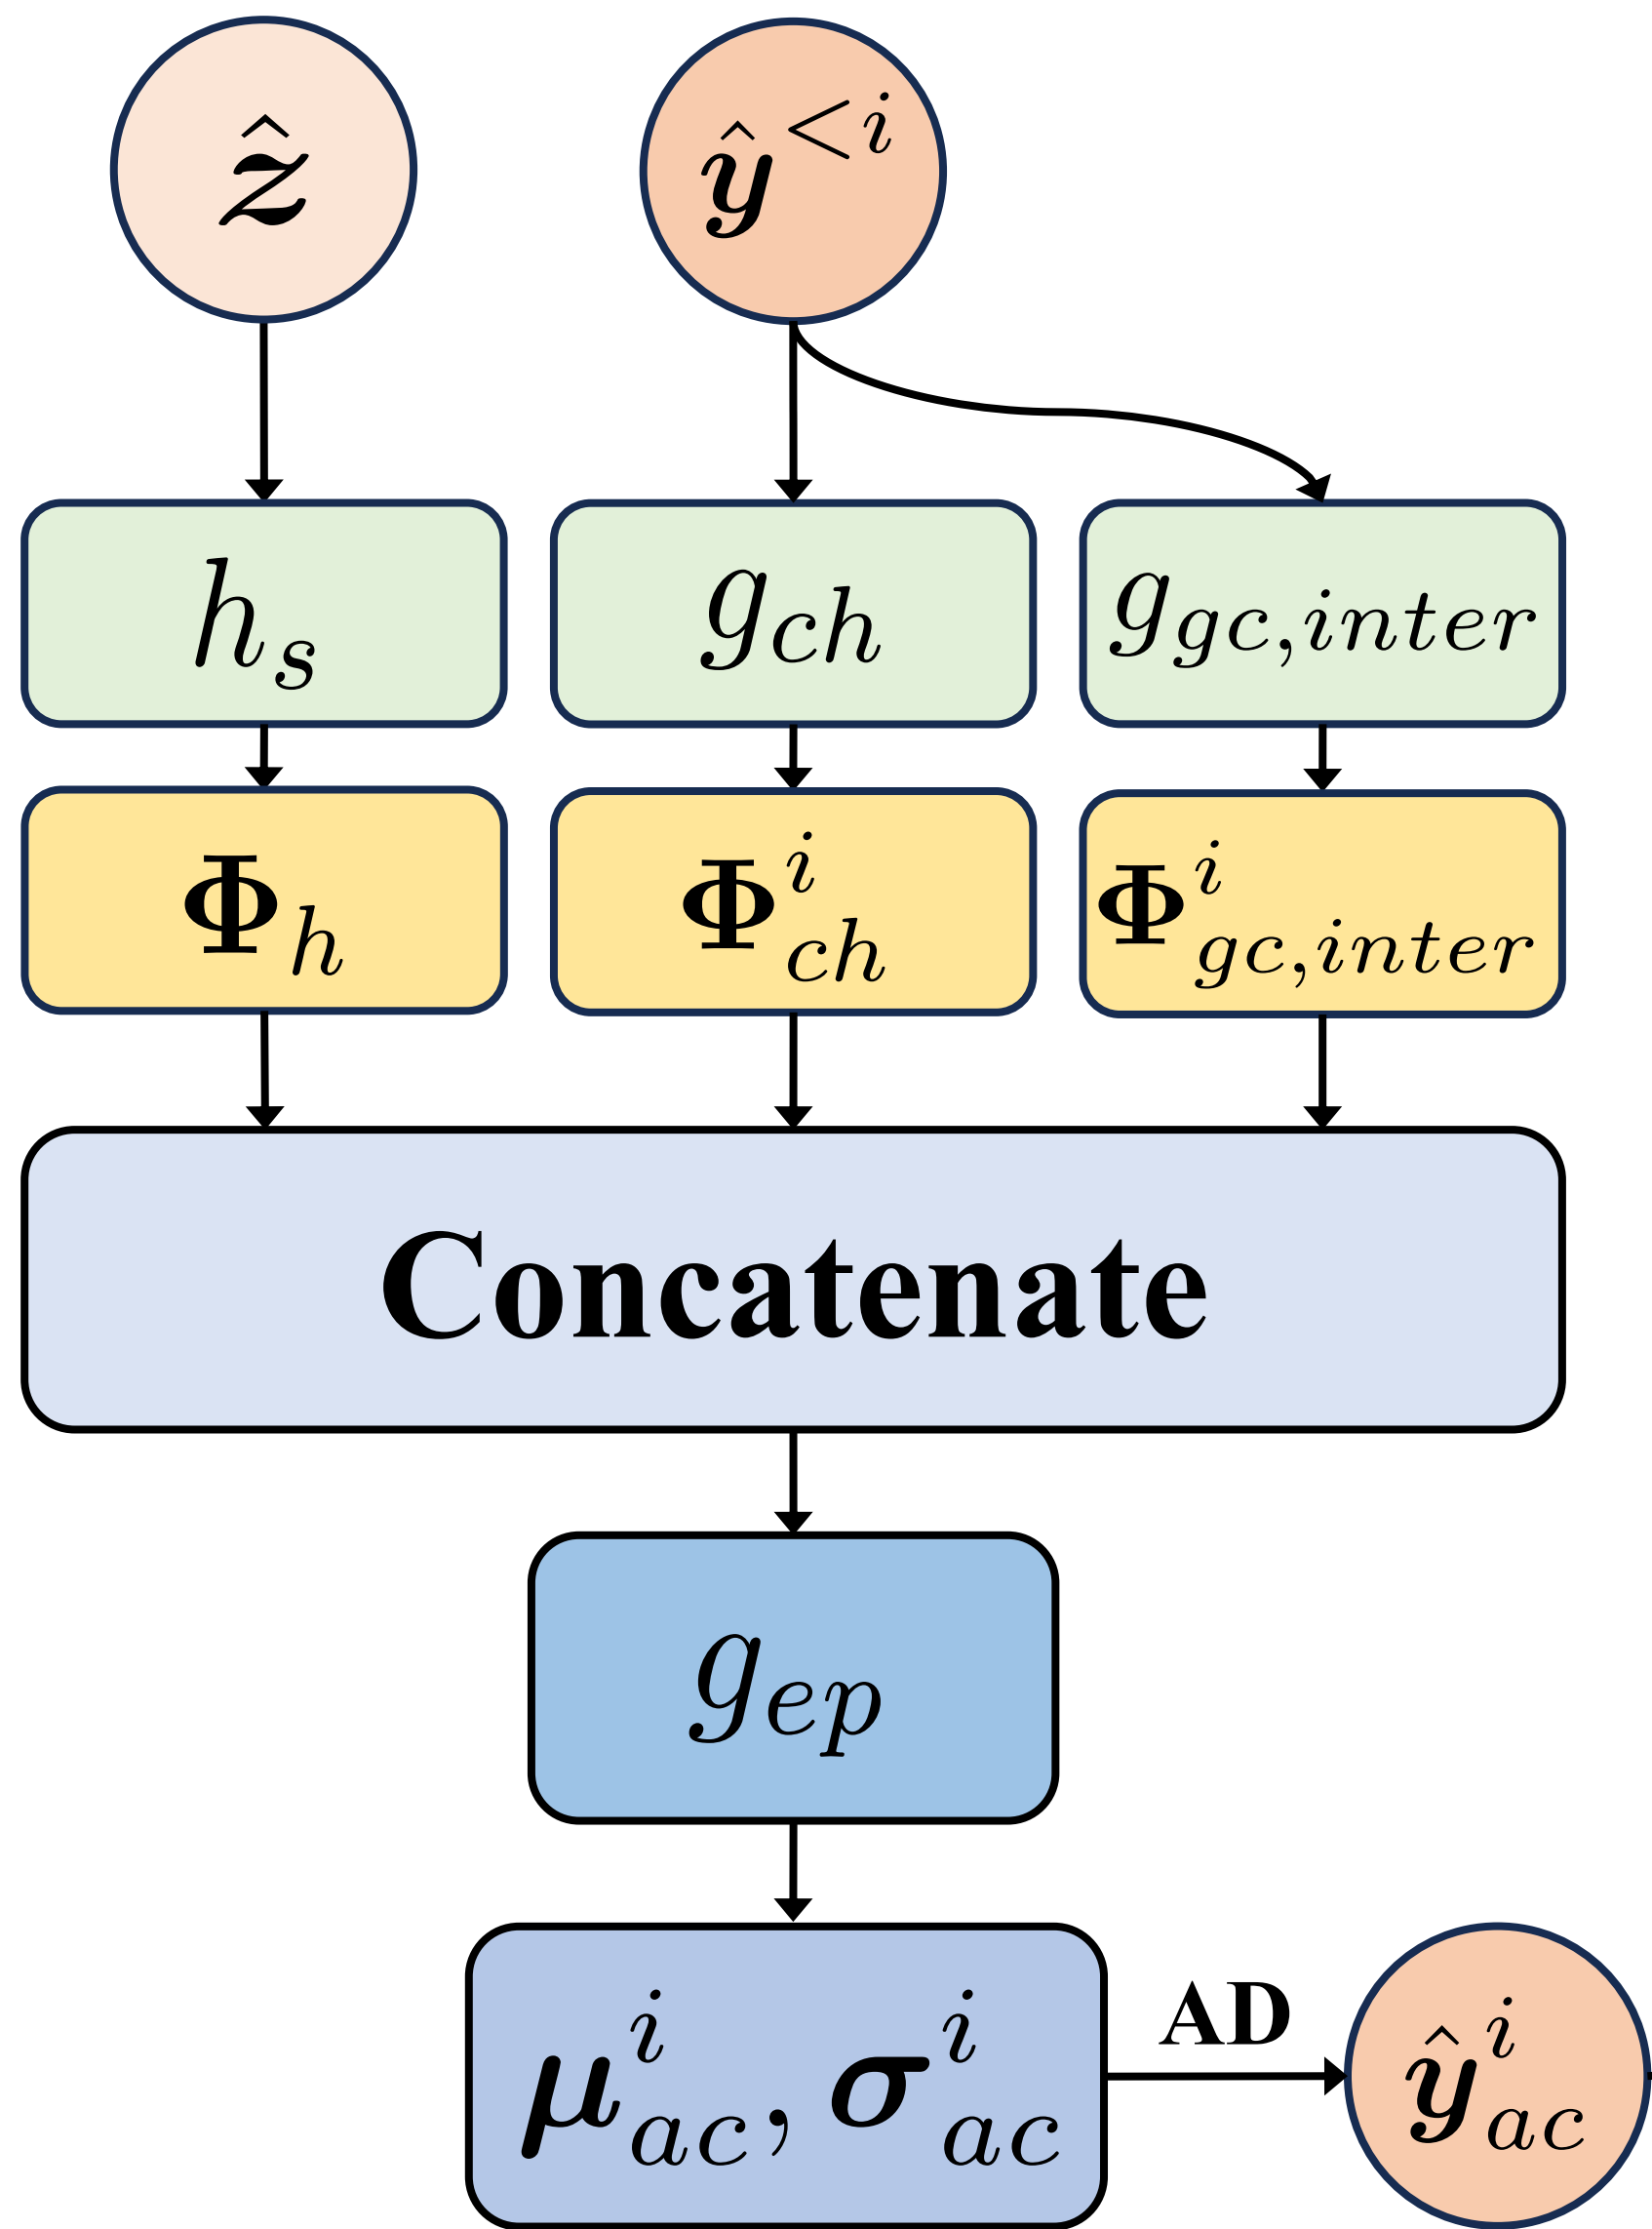 ẑ ŷ^{<i}
h_s g_{ch} g_{gc,inter}
Φ_h Φ^i_{ch} Φ^i_{gc,inter}
Concatenate
g_{ep}
AD
μ^i_{ac}, σ^i_{ac} ŷ^i_{ac}